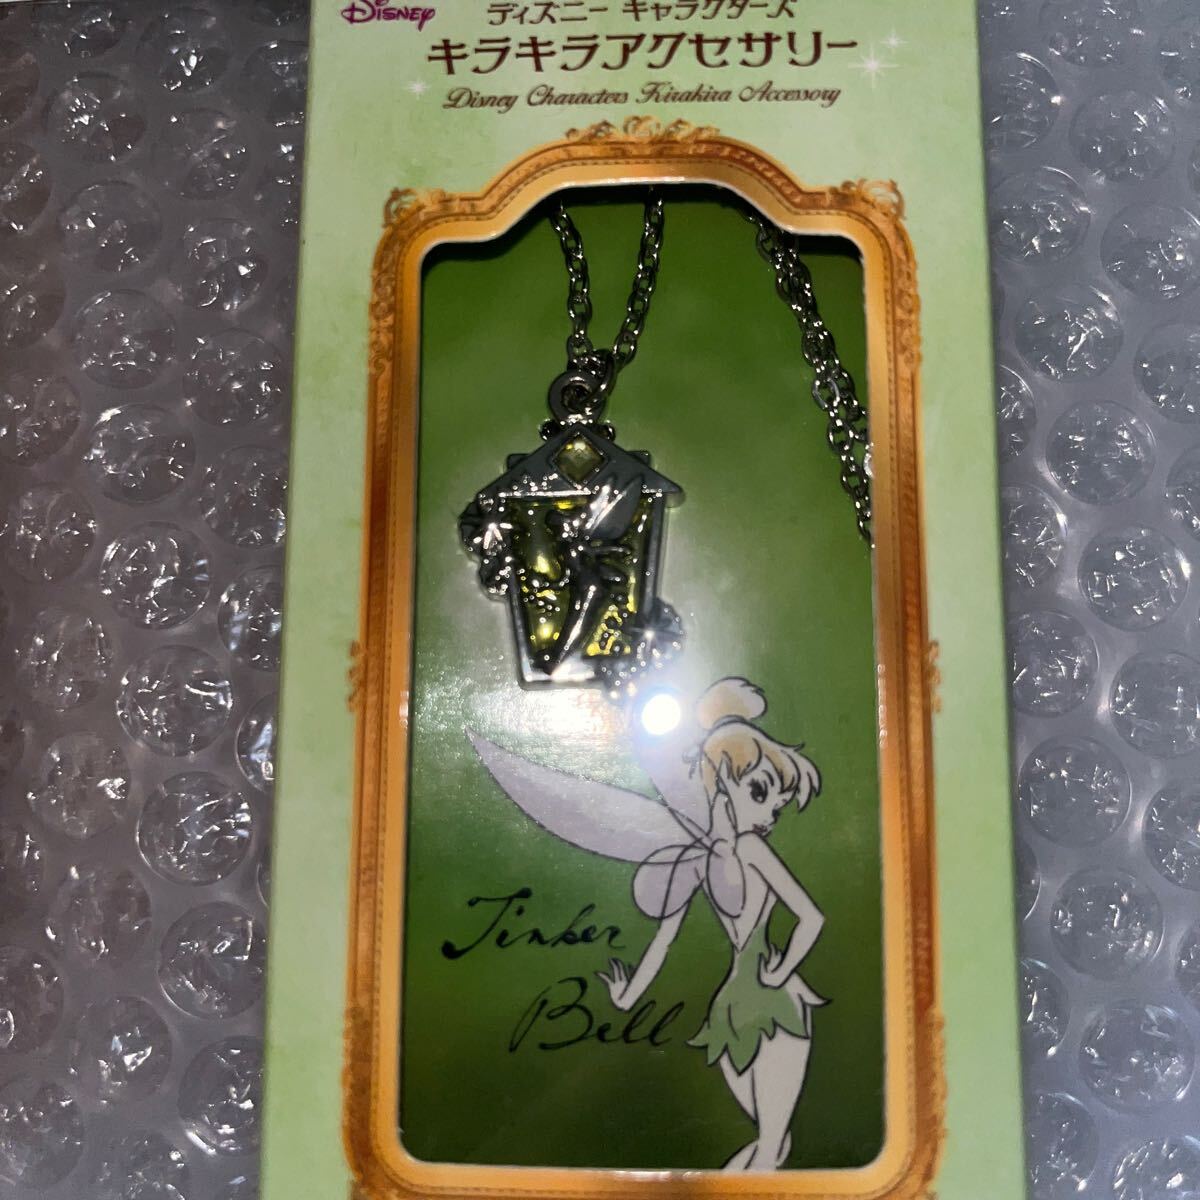 Disney
ディズニー キャラクターズ
キラキラアクセサリー
Disney Characters Kirakira Accessory
Tinker
Bell